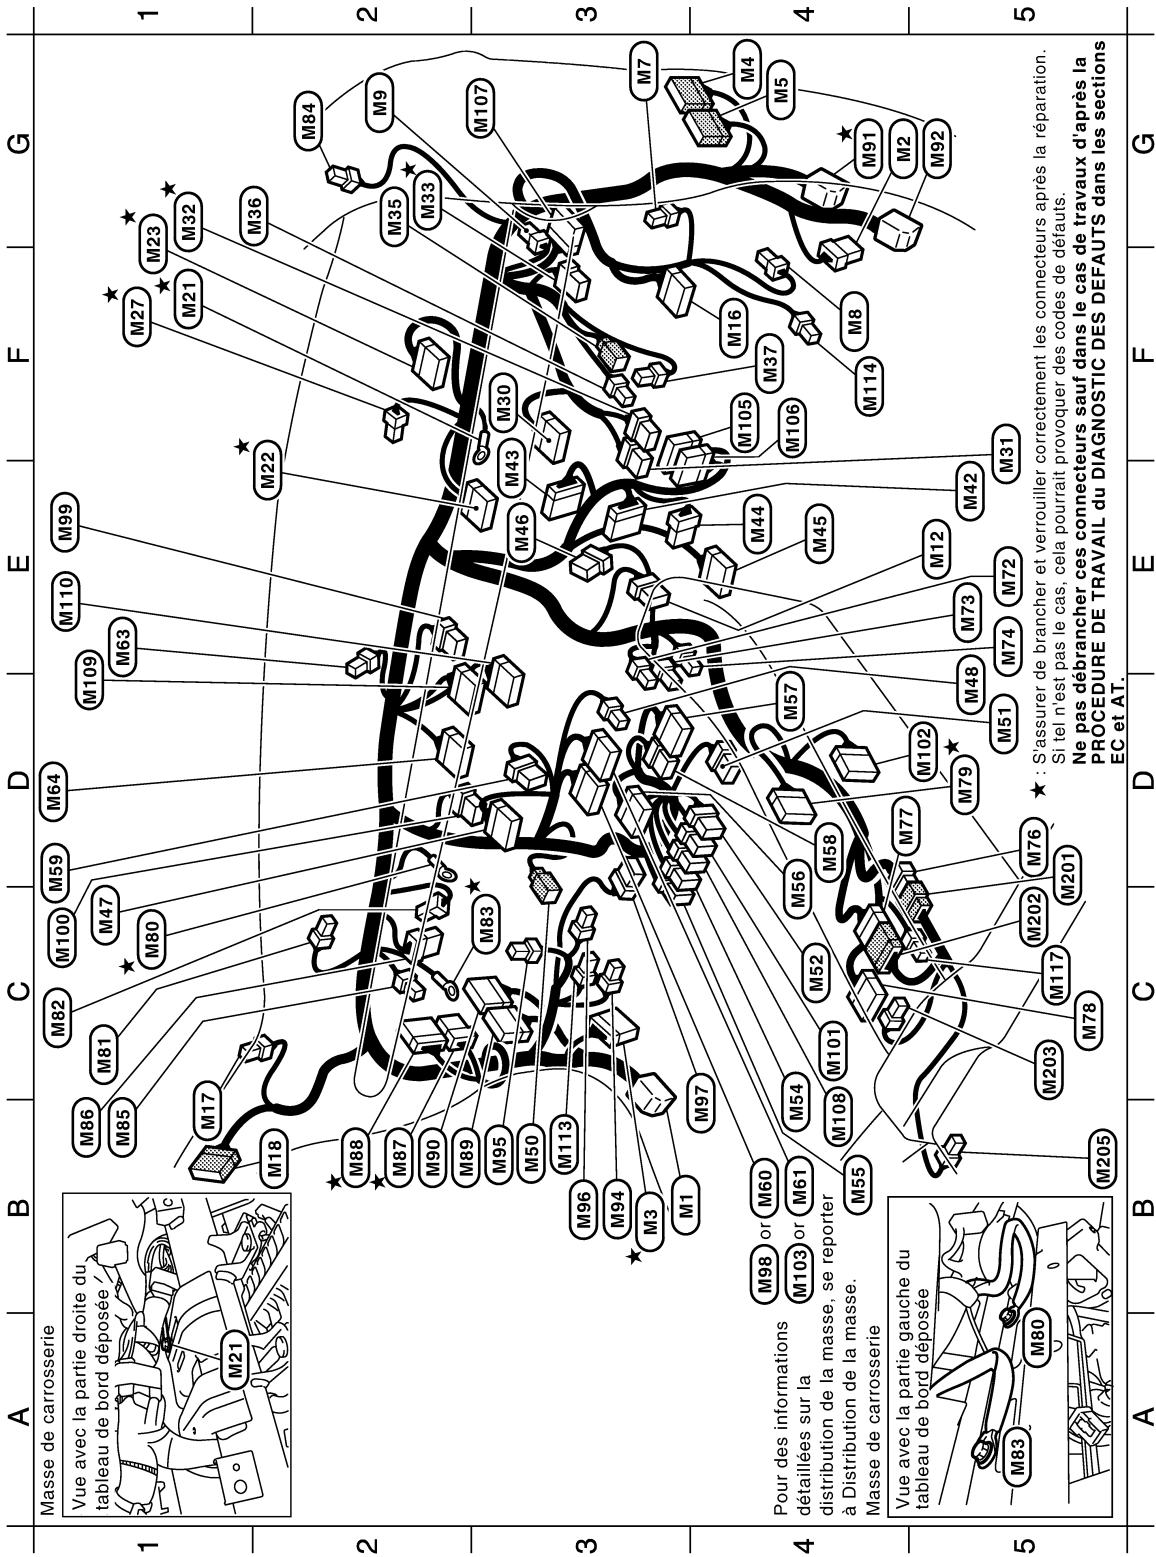 A
B
C
D
E
F
G
1
2
3
4
5
Masse de carrosserie
Vue avec la partie droite du
tableau de bord déposée
M21
M18
M17
M86
M85
M81
M82
★ M80
M100
M47
M59
M64
M109
M63
M110
M99
★ M22
★ M27
★ M21
★ M23
★ M32
M36
M84
M9
M35
★ M33
M107
M7
M4
M5
★ M91
M2
M92
M30
M43
M46
M16
M8
M37
M114
M105
M106
M31
M42
M44
M45
M12
M72
M73
M74
M48
M57
M51
M102
★ M79
M77
M58
M56
M76
M201
M202
M52
M117
M78
M101
M203
M54
M108
M97
M55
M205
★ M83
★ M88
★ M87
M90
M89
M95
M50
M113
M96
M94
★ M3
M1
M98 or M60
M103 or M61
Pour des informations
détaillées sur la
distribution de la masse, se reporter
à Distribution de la masse.
Masse de carrosserie
Vue avec la partie gauche du
tableau de bord déposée
M83
M80
★ : S'assurer de brancher et verrouiller correctement les connecteurs après la réparation.
Si tel n'est pas le cas, cela pourrait provoquer des codes de défauts.
Ne pas débrancher ces connecteurs sauf dans le cas de travaux d'après la
PROCEDURE DE TRAVAIL du DIAGNOSTIC DES DEFAUTS dans les sections
EC et AT.
A
B
C
D
E
F
G
1
2
3
4
5